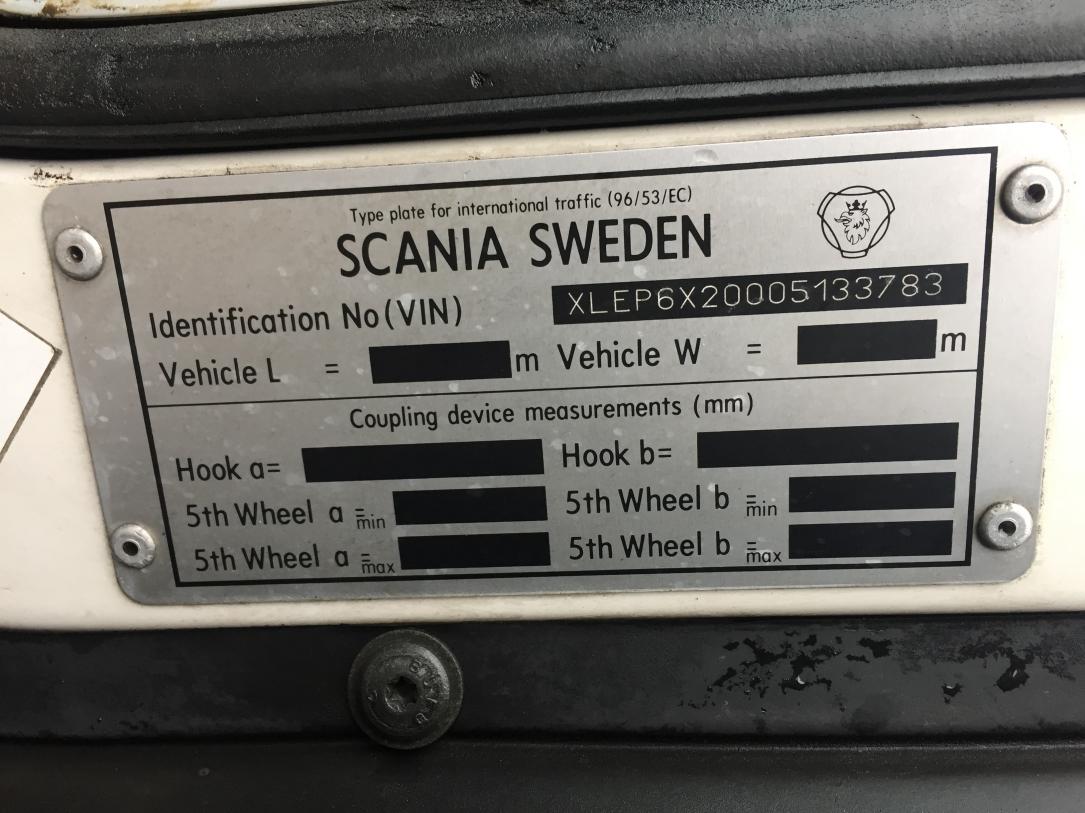 Type plate for international traffic (96/53/EC)
SCANIA SWEDEN
Identification No (VIN) XLEP6X20005133783
Vehicle L = m Vehicle W = m
Coupling device measurements (mm)
Hook a= Hook b=
5th Wheel a = min 5th Wheel b = min
5th Wheel a = max 5th Wheel b = max